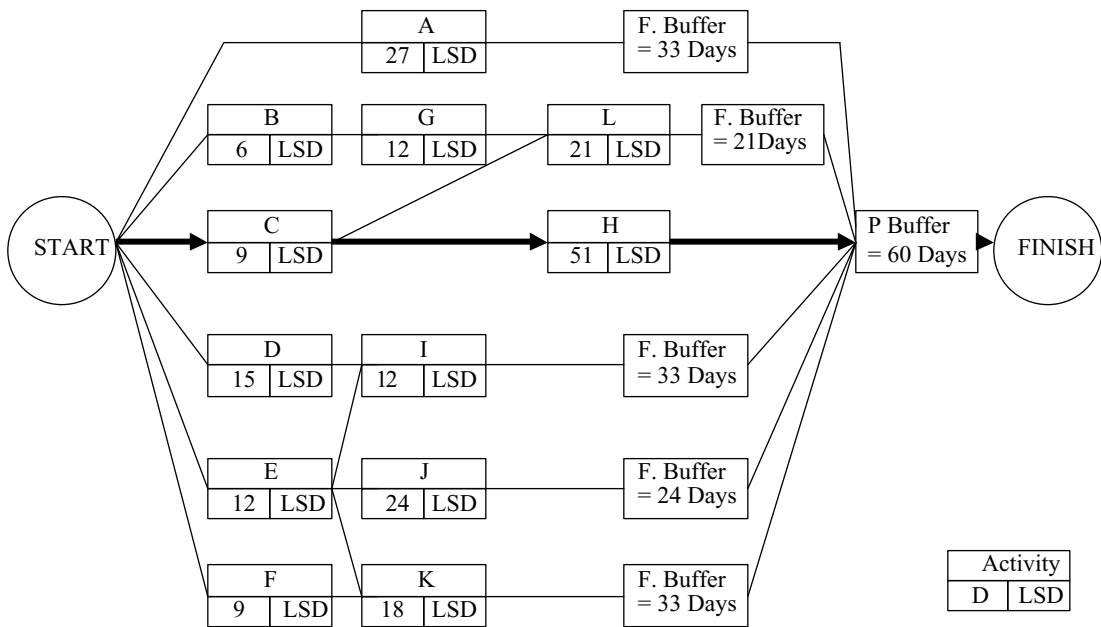 A
27 LSD
F. Buffer
= 33 Days
B
6 LSD
G
12 LSD
L
21 LSD
F. Buffer
= 21Days
START
C
9 LSD
H
51 LSD
P Buffer
= 60 Days
FINISH
D
15 LSD
I
12 LSD
F. Buffer
= 33 Days
E
12 LSD
J
24 LSD
F. Buffer
= 24 Days
F
9 LSD
K
18 LSD
F. Buffer
= 33 Days
Activity
D LSD